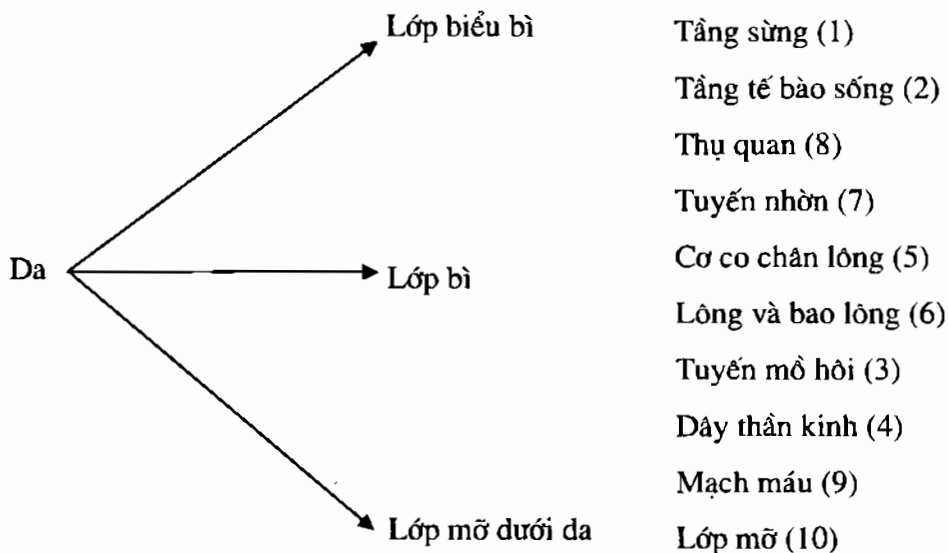 Lớp biểu bì
Tầng sừng (1)
Tầng tế bào sống (2)
Thụ quan (8)
Tuyến nhờn (7)
Da
Lớp bì
Cơ co chân lông (5)
Lông và bao lông (6)
Tuyến mồ hôi (3)
Dây thần kinh (4)
Mạch máu (9)
Lớp mỡ dưới da
Lớp mỡ (10)